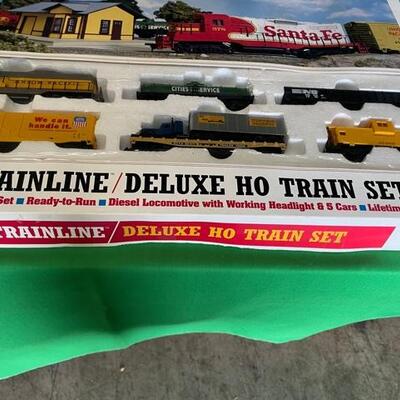 Santa Fe
UNION PACIFIC
CITIES SERVICE
We can
handle it.
RAINLINE / DELUXE HO TRAIN SET
Set ■ Ready-to-Run ■ Diesel Locomotive with Working Headlight & 5 Cars ■ Lifetim
TRAINLINE / DELUXE HO TRAIN SET